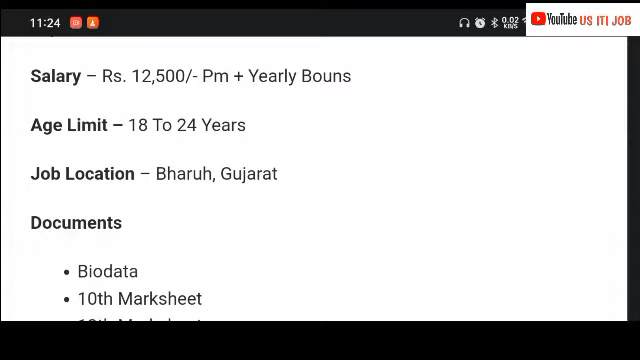 11:24
0.02
KB/S
YouTube US ITI JOB
Salary – Rs. 12,500/- Pm + Yearly Bouns
Age Limit – 18 To 24 Years
Job Location – Bharuh, Gujarat
Documents
• Biodata
• 10th Marksheet